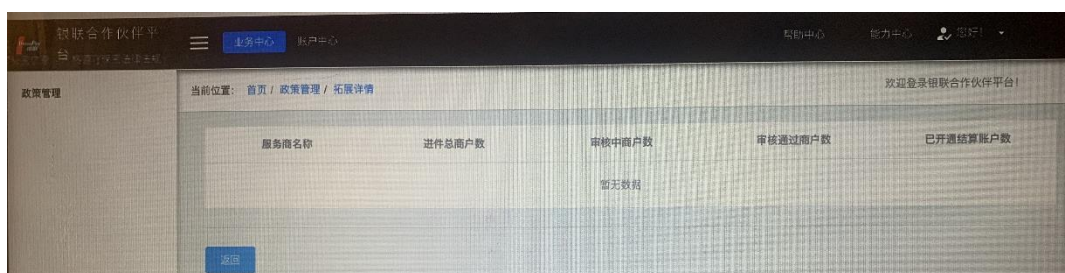 银联合作伙伴平
台
业务中心 账户中心 帮助中心 能力中心 您好!
政策管理
当前位置: 首页 / 政策管理 / 拓展详情 欢迎登录银联合作伙伴平台!
服务商名称 进件总商户数 审核中商户数 审核通过商户数 已开通结算账户数
暂无数据
返回